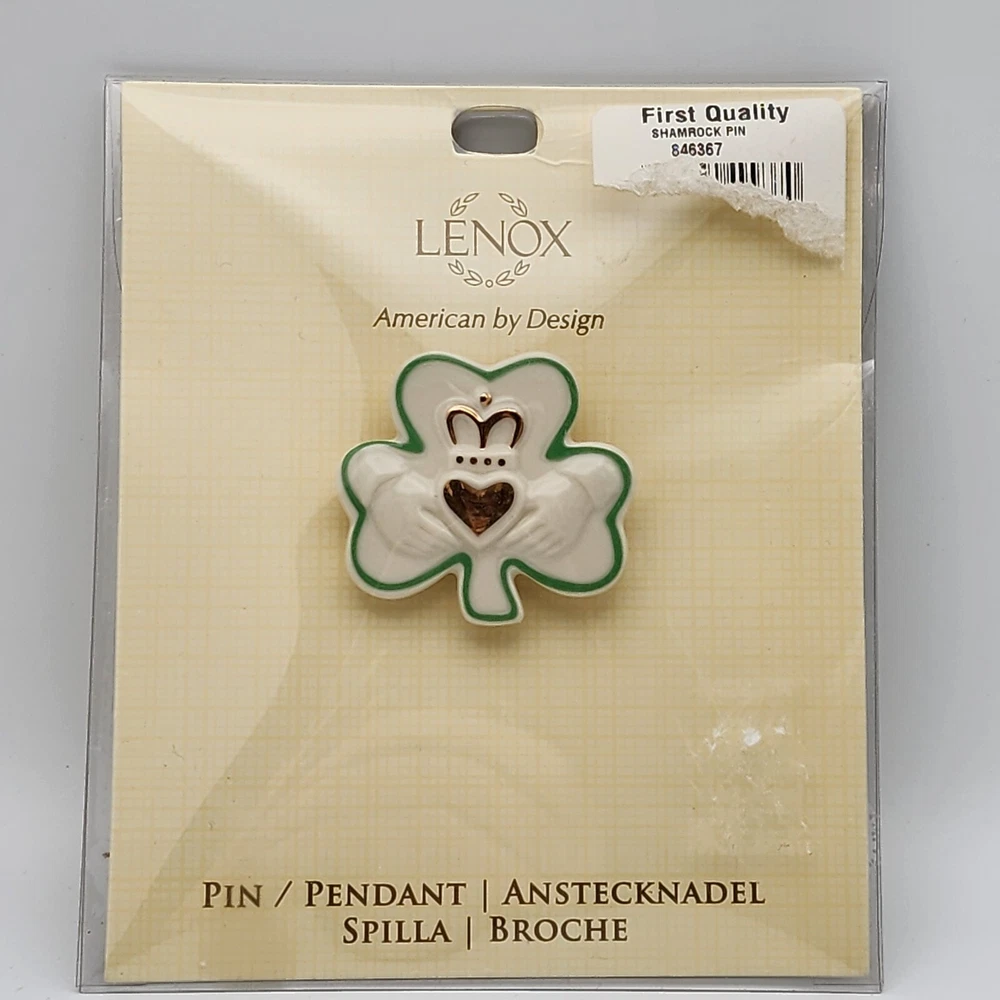 First Quality
SHAMROCK PIN
846367
LENOX
American by Design
PIN / PENDANT | ANSTECKNADEL
SPILLA | BROCHE